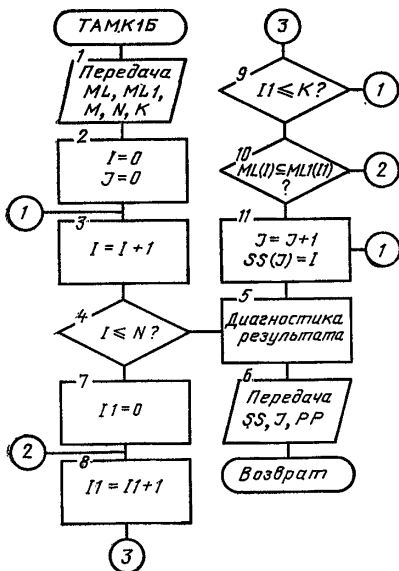 ТАМ.К1Б
1
Передача
ML, ML1,
M, N, K
2
I=0
J=0
1
3
I=I+1
4
I≤N?
7
I1=0
2
8
I1=I1+1
3
3
9
I1≤K?
1
10
ML(I)⊆ML1(I1)
?
2
11
J=J+1
SS(J)=I
1
5
Диагностика
результата
6
Передача
SS, J, PP
Возврат